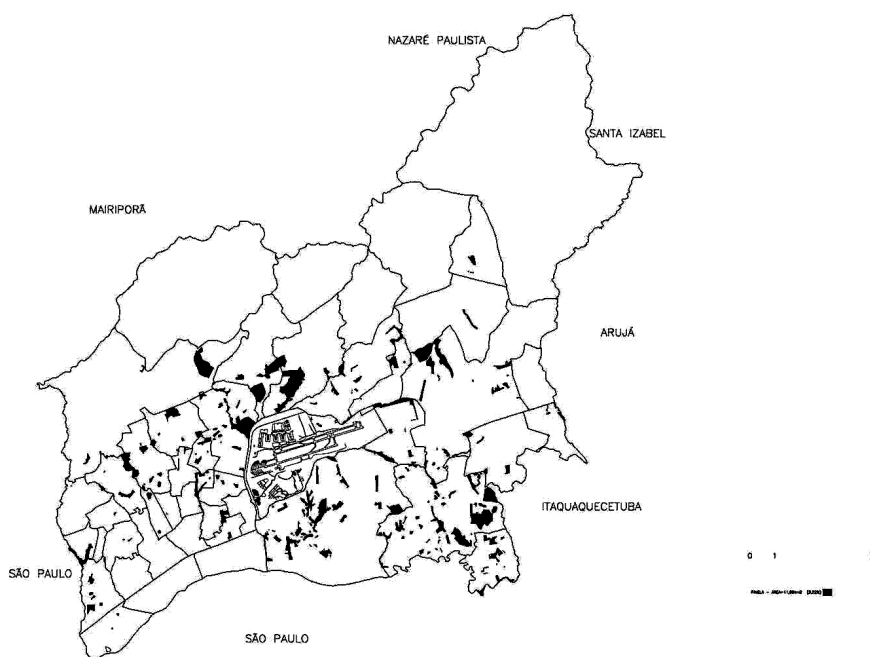 NAZARÉ PAULISTA
SANTA IZABEL
MAIRIPORÃ
ARUJÁ
ITAQUAQUECETUBA
SÃO PAULO
0 1
SÃO PAULO